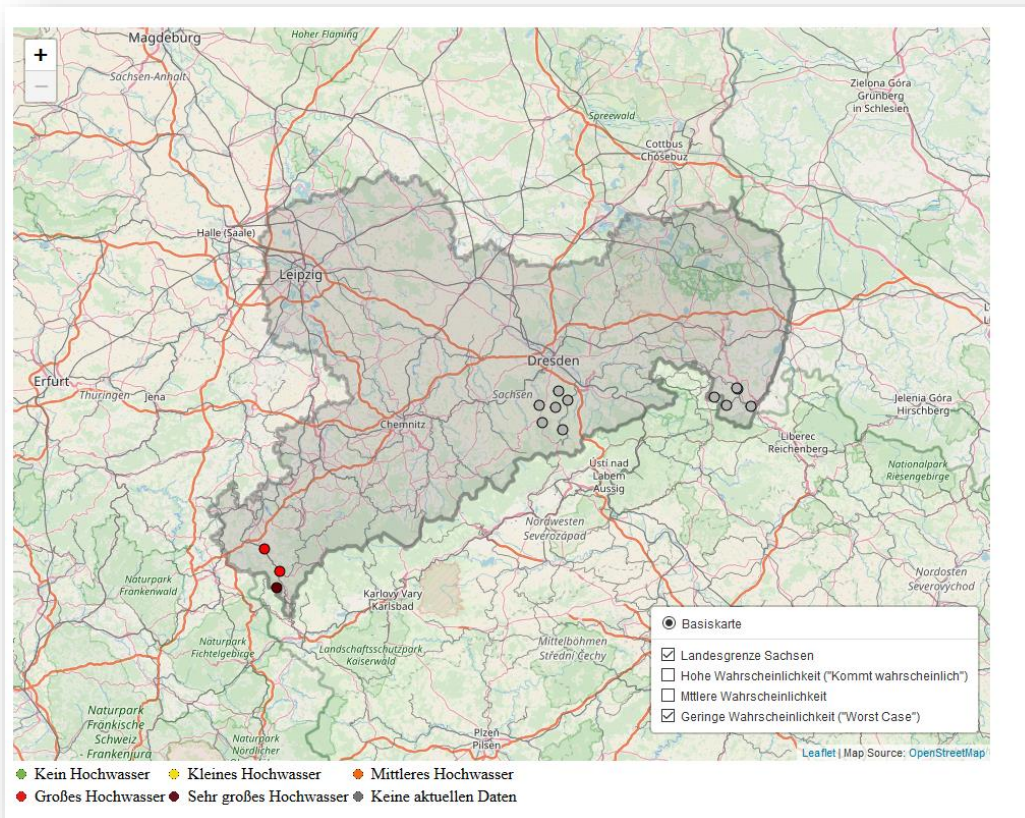 Magdeburg
Hoher Fläming
Sachsen-Anhalt
+
−
Zielona Góra
Grünberg
in Schlesien
Spreewald
Cottbus
Chóśebuz
Halle (Saale)
Leipzig
Dresden
Erfurt
Thüringen
Jena
Sachsen
Jelenia Góra
Hirschberg
Chemnitz
Liberec
Reichenberg
Ústí nad
Labem
Aussig
Nationalpark
Riesengebirge
Nordwesten
Severozápad
Naturpark
Frankenwald
Karlovy Vary
Karlsbad
Nordosten
Severovýchod
Naturpark
Fichtelgebirge
Landschaftsschutzpark
Kaiserwald
Mittelböhmen
Střední Čechy
Naturpark
Fränkische
Schweiz
- Frankenjura
Naturpark
Nördlicher
Plzeň
Pilsen
Basiskarte
Landesgrenze Sachsen
Hohe Wahrscheinlichkeit ("Kommt wahrscheinlich")
Mttlere Wahrscheinlichkeit
Geringe Wahrscheinlichkeit ("Worst Case")
Leaflet | Map Source: OpenStreetMap
Kein Hochwasser Kleines Hochwasser Mittleres Hochwasser
Großes Hochwasser Sehr großes Hochwasser Keine aktuellen Daten